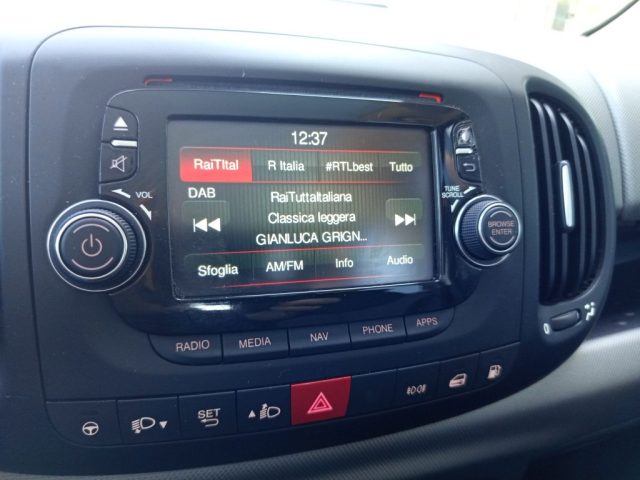 12:37
RaiTItal R Italia #RTLbest Tutto
DAB
RaiTuttaItaliana
Classica leggera
GIANLUCA GRIGN...
Sfoglia AM/FM Info Audio
VOL
TUNE
SCROLL
BROWSE
ENTER
RADIO MEDIA NAV PHONE APPS
SET
0